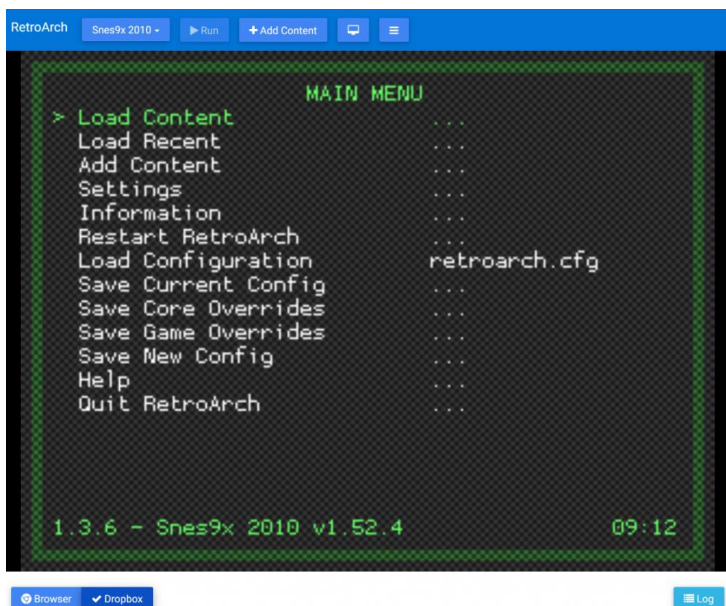 RetroArch Snes9x 2010 Run Add Content
MAIN MENU
> Load Content ...
Load Recent ...
Add Content ...
Settings ...
Information ...
Restart RetroArch ...
Load Configuration retroarch.cfg
Save Current Config ...
Save Core Overrides ...
Save Game Overrides ...
Save New Config ...
Help ...
Quit RetroArch ...
1.3.6 - Snes9x 2010 v1.52.4 09:12
Browser Dropbox Log